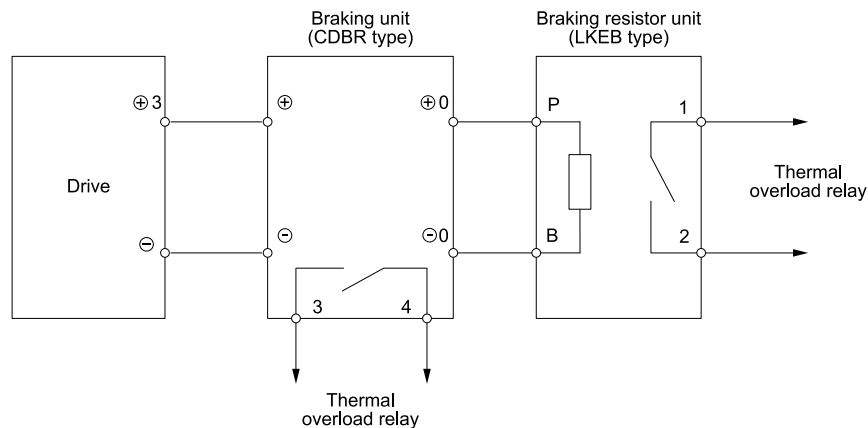 Braking unit
(CDBR type)
Braking resistor unit
(LKEB type)
⊕ 3
⊕
⊕ 0
P
1
Drive
Thermal
overload relay
⊖
⊖
⊖ 0
B
2
3
4
Thermal
overload relay